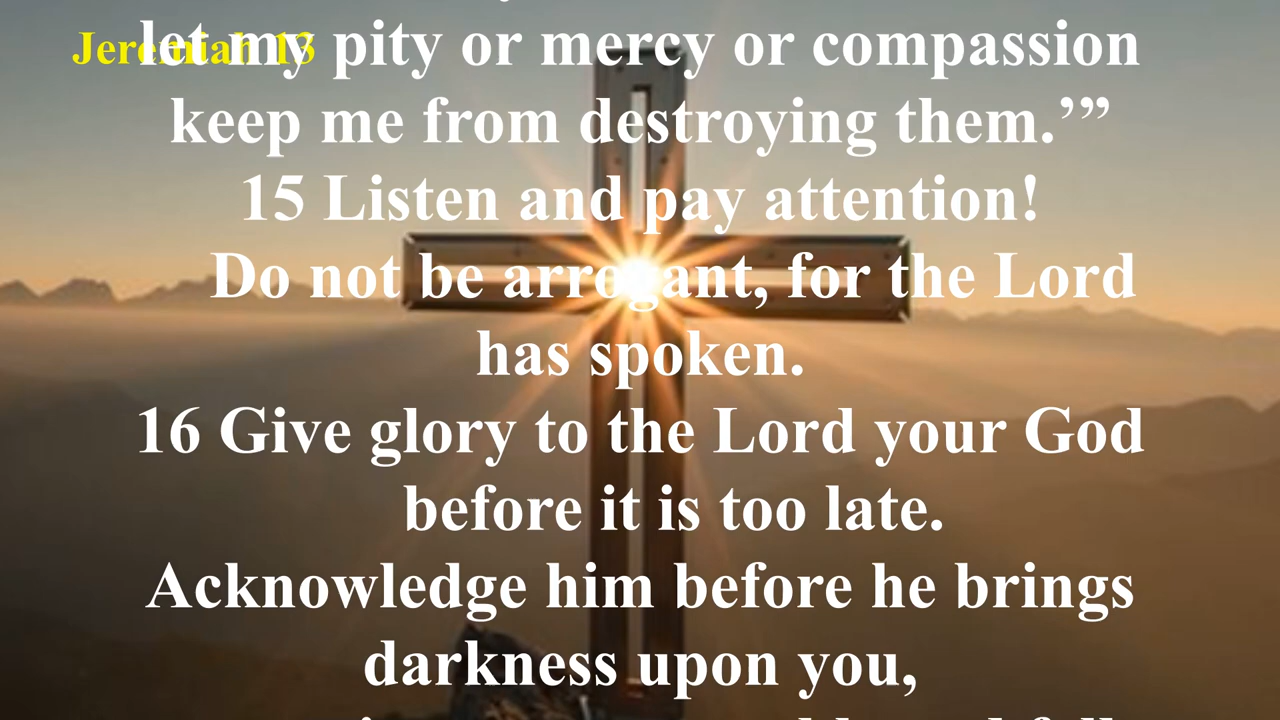 Jeremiah 13
let my pity or mercy or compassion
keep me from destroying them.’”
15 Listen and pay attention!
Do not be arrogant, for the Lord
has spoken.
16 Give glory to the Lord your God
before it is too late.
Acknowledge him before he brings
darkness upon you,